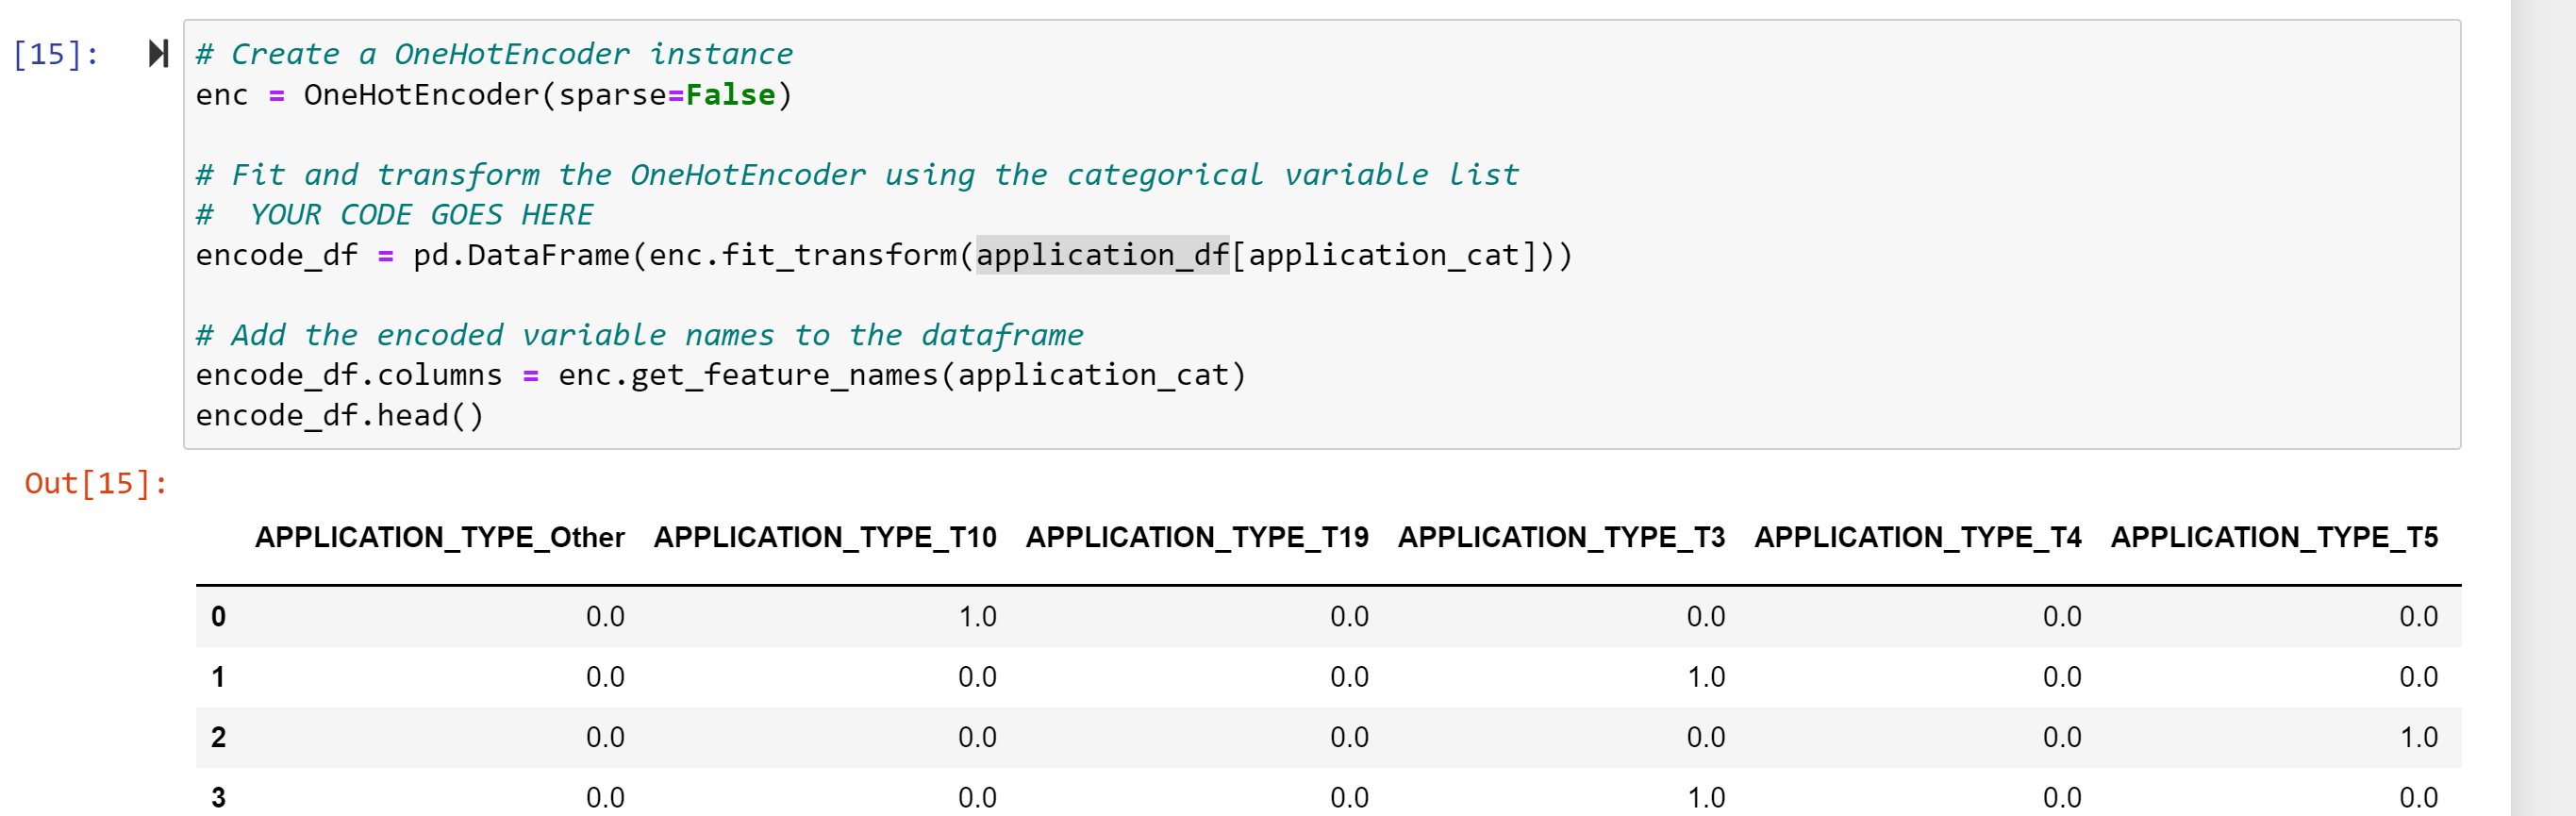 [15]:
# Create a OneHotEncoder instance
enc = OneHotEncoder(sparse=False)
# Fit and transform the OneHotEncoder using the categorical variable list
#  YOUR CODE GOES HERE
encode_df = pd.DataFrame(enc.fit_transform(application_df[application_cat]))
# Add the encoded variable names to the dataframe
encode_df.columns = enc.get_feature_names(application_cat)
encode_df.head()
Out[15]:
APPLICATION_TYPE_Other APPLICATION_TYPE_T10 APPLICATION_TYPE_T19 APPLICATION_TYPE_T3 APPLICATION_TYPE_T4 APPLICATION_TYPE_T5
0 0.0 1.0 0.0 0.0 0.0 0.0
1 0.0 0.0 0.0 1.0 0.0 0.0
2 0.0 0.0 0.0 0.0 0.0 1.0
3 0.0 0.0 0.0 1.0 0.0 0.0